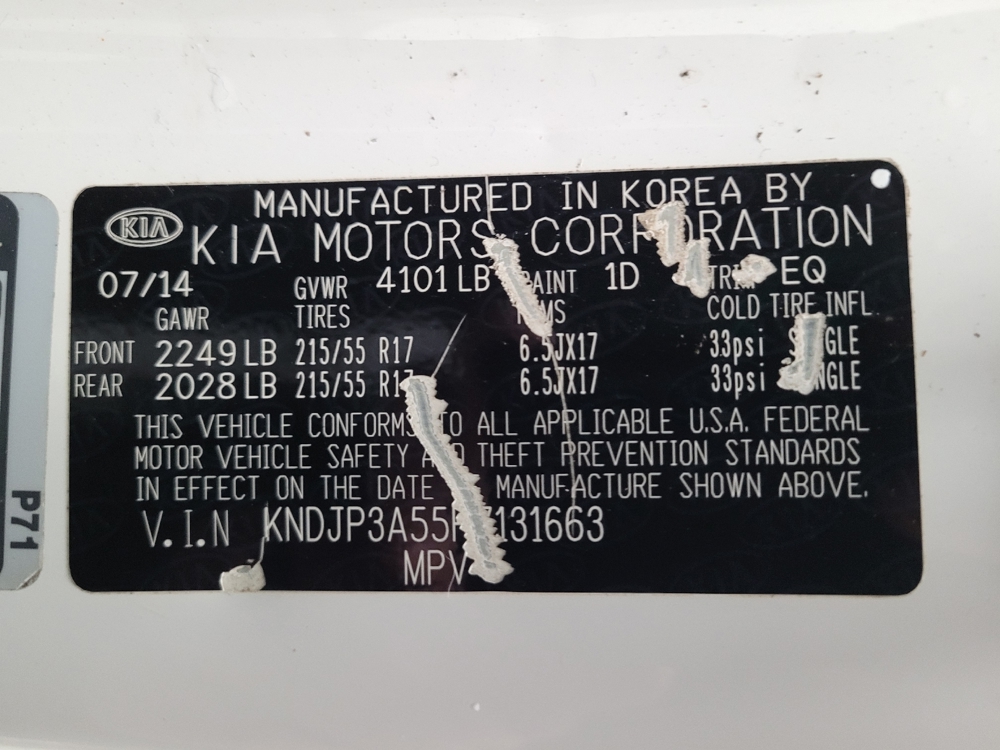 MANUFACTURED IN KOREA BY
KIA KIA MOTORS
07/14 GVWR 4101 LB 1D EQ
GAWR TIRES COLD TIRE INFL
FRONT 2249 LB 215/55 R17 6.5JX17 33psi
REAR 2028 LB 215/55 6.5JX17 33psi
THIS VEHICLE TO ALL APPLICABLE U.S.A. FEDERAL
MOTOR VEHICLE SAFETY THEFT PREVENTION STANDARDS
IN EFFECT ON THE DATE MANUFACTURE SHOWN ABOVE.
V.I.N
MPV
P71